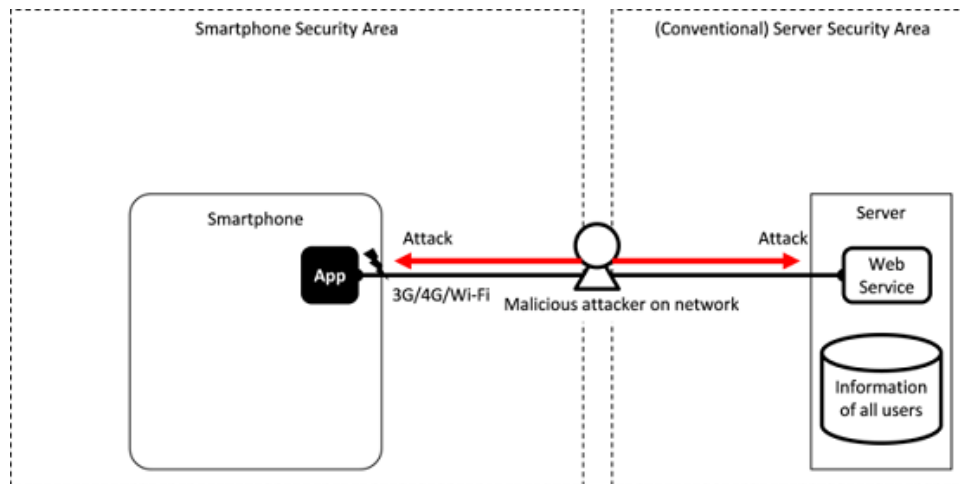 Smartphone Security Area
(Conventional) Server Security Area
Smartphone
Server
Attack
Attack
App
Web
Service
3G/4G/Wi-Fi
Malicious attacker on network
Information
of all users